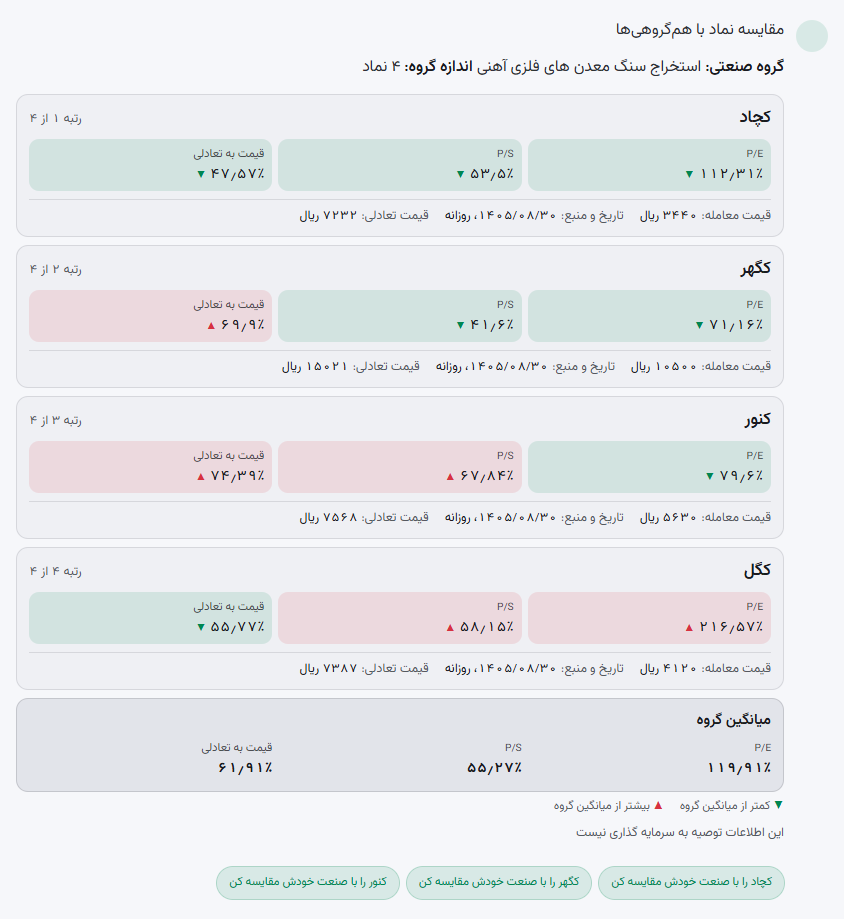 مقایسه نماد با هم‌گروهی‌ها
گروه صنعتی: استخراج سنگ معدن های فلزی آهنی اندازه گروه: ۴ نماد
کچاد
رتبه ۱ از ۴
P/E
۱۱۲٫۳۱٪ ▼
P/S
۵۳٫۵٪ ▼
قیمت به تعادلی
۴۷٫۵۷٪ ▼
قیمت معامله: ۳۴۴۰ ریال تاریخ و منبع: ۱۴۰۵/۰۸/۳۰، روزانه قیمت تعادلی: ۷۲۳۲ ریال
کگهر
رتبه ۲ از ۴
P/E
۷۱٫۱۶٪ ▼
P/S
۴۱٫۶٪ ▼
قیمت به تعادلی
۶۹٫۹٪ ▲
قیمت معامله: ۱۰۵۰۰ ریال تاریخ و منبع: ۱۴۰۵/۰۸/۳۰، روزانه قیمت تعادلی: ۱۵۰۲۱ ریال
کنور
رتبه ۳ از ۴
P/E
۷۹٫۶٪ ▼
P/S
۶۷٫۸۴٪ ▲
قیمت به تعادلی
۷۴٫۳۹٪ ▲
قیمت معامله: ۵۶۳۰ ریال تاریخ و منبع: ۱۴۰۵/۰۸/۳۰، روزانه قیمت تعادلی: ۷۵۶۸ ریال
کگل
رتبه ۴ از ۴
P/E
۲۱۶٫۵۷٪ ▲
P/S
۵۸٫۱۵٪ ▲
قیمت به تعادلی
۵۵٫۷۷٪ ▼
قیمت معامله: ۴۱۲۰ ریال تاریخ و منبع: ۱۴۰۵/۰۸/۳۰، روزانه قیمت تعادلی: ۷۳۸۷ ریال
میانگین گروه
P/E
۱۱۹٫۹۱٪
P/S
۵۵٫۲۷٪
قیمت به تعادلی
۶۱٫۹۱٪
▼ کمتر از میانگین گروه ▲ بیشتر از میانگین گروه
این اطلاعات توصیه به سرمایه گذاری نیست
کچاد را با صنعت خودش مقایسه کن
کگهر را با صنعت خودش مقایسه کن
کنور را با صنعت خودش مقایسه کن